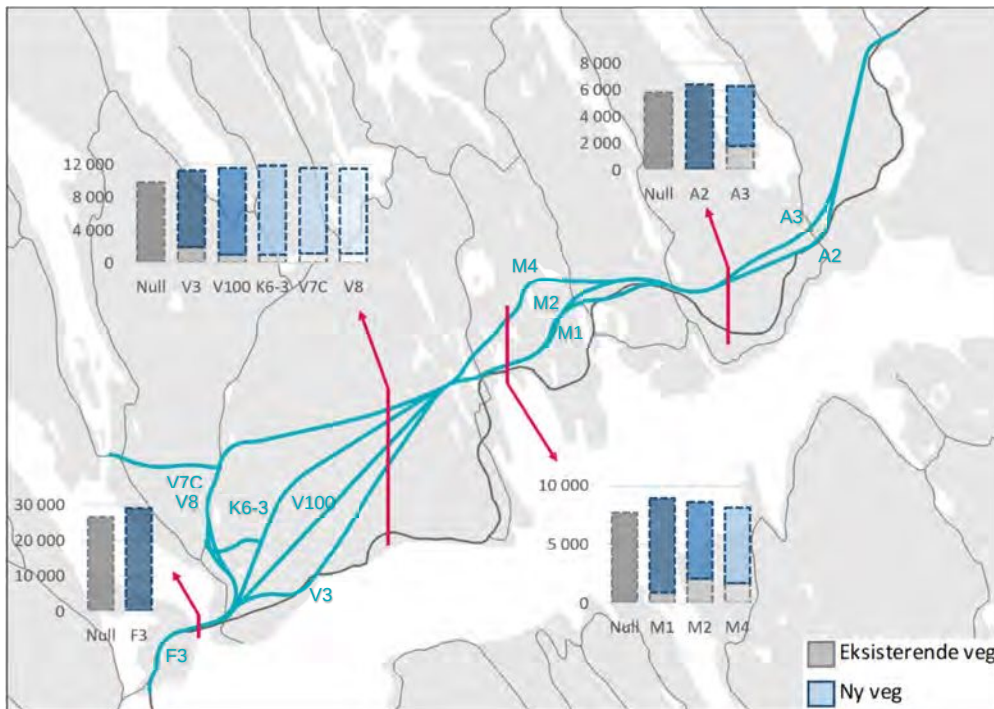 8 000
6 000
4 000
2 000
0
Null A2 A3
12 000
8 000
4 000
0
Null V3 V100 K6-3 V7C V8
A3
A2
M4
M2
M1
V7C
V8
K6-3
V100
V3
F3
30 000
20 000
10 000
0
Null F3
10 000
5 000
0
Null M1 M2 M4
Eksisterende veg
Ny veg